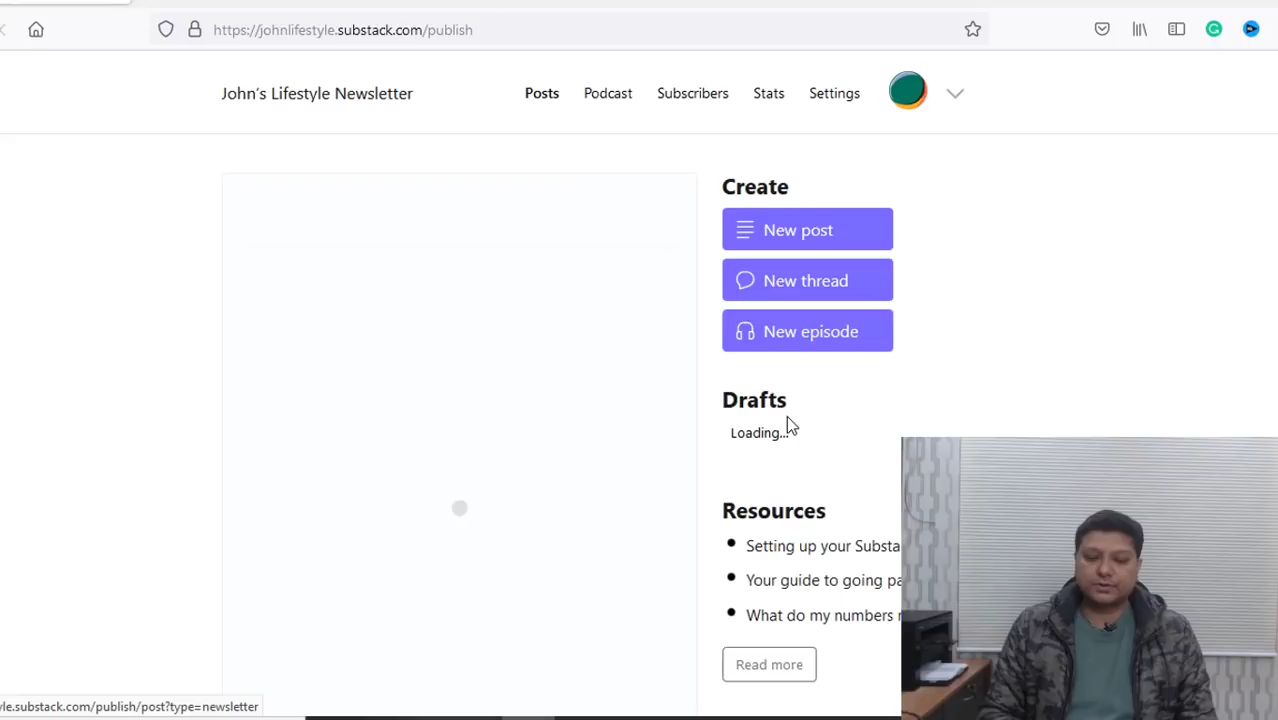 https://johnlifestyle.substack.com/publish
John's Lifestyle Newsletter
Posts
Podcast
Subscribers
Stats
Settings
Create
New post
New thread
New episode
Drafts
Loading...
Resources
Setting up your Substa
Your guide to going pa
What do my numbers
Read more
yle.substack.com/publish/post?type=newsletter